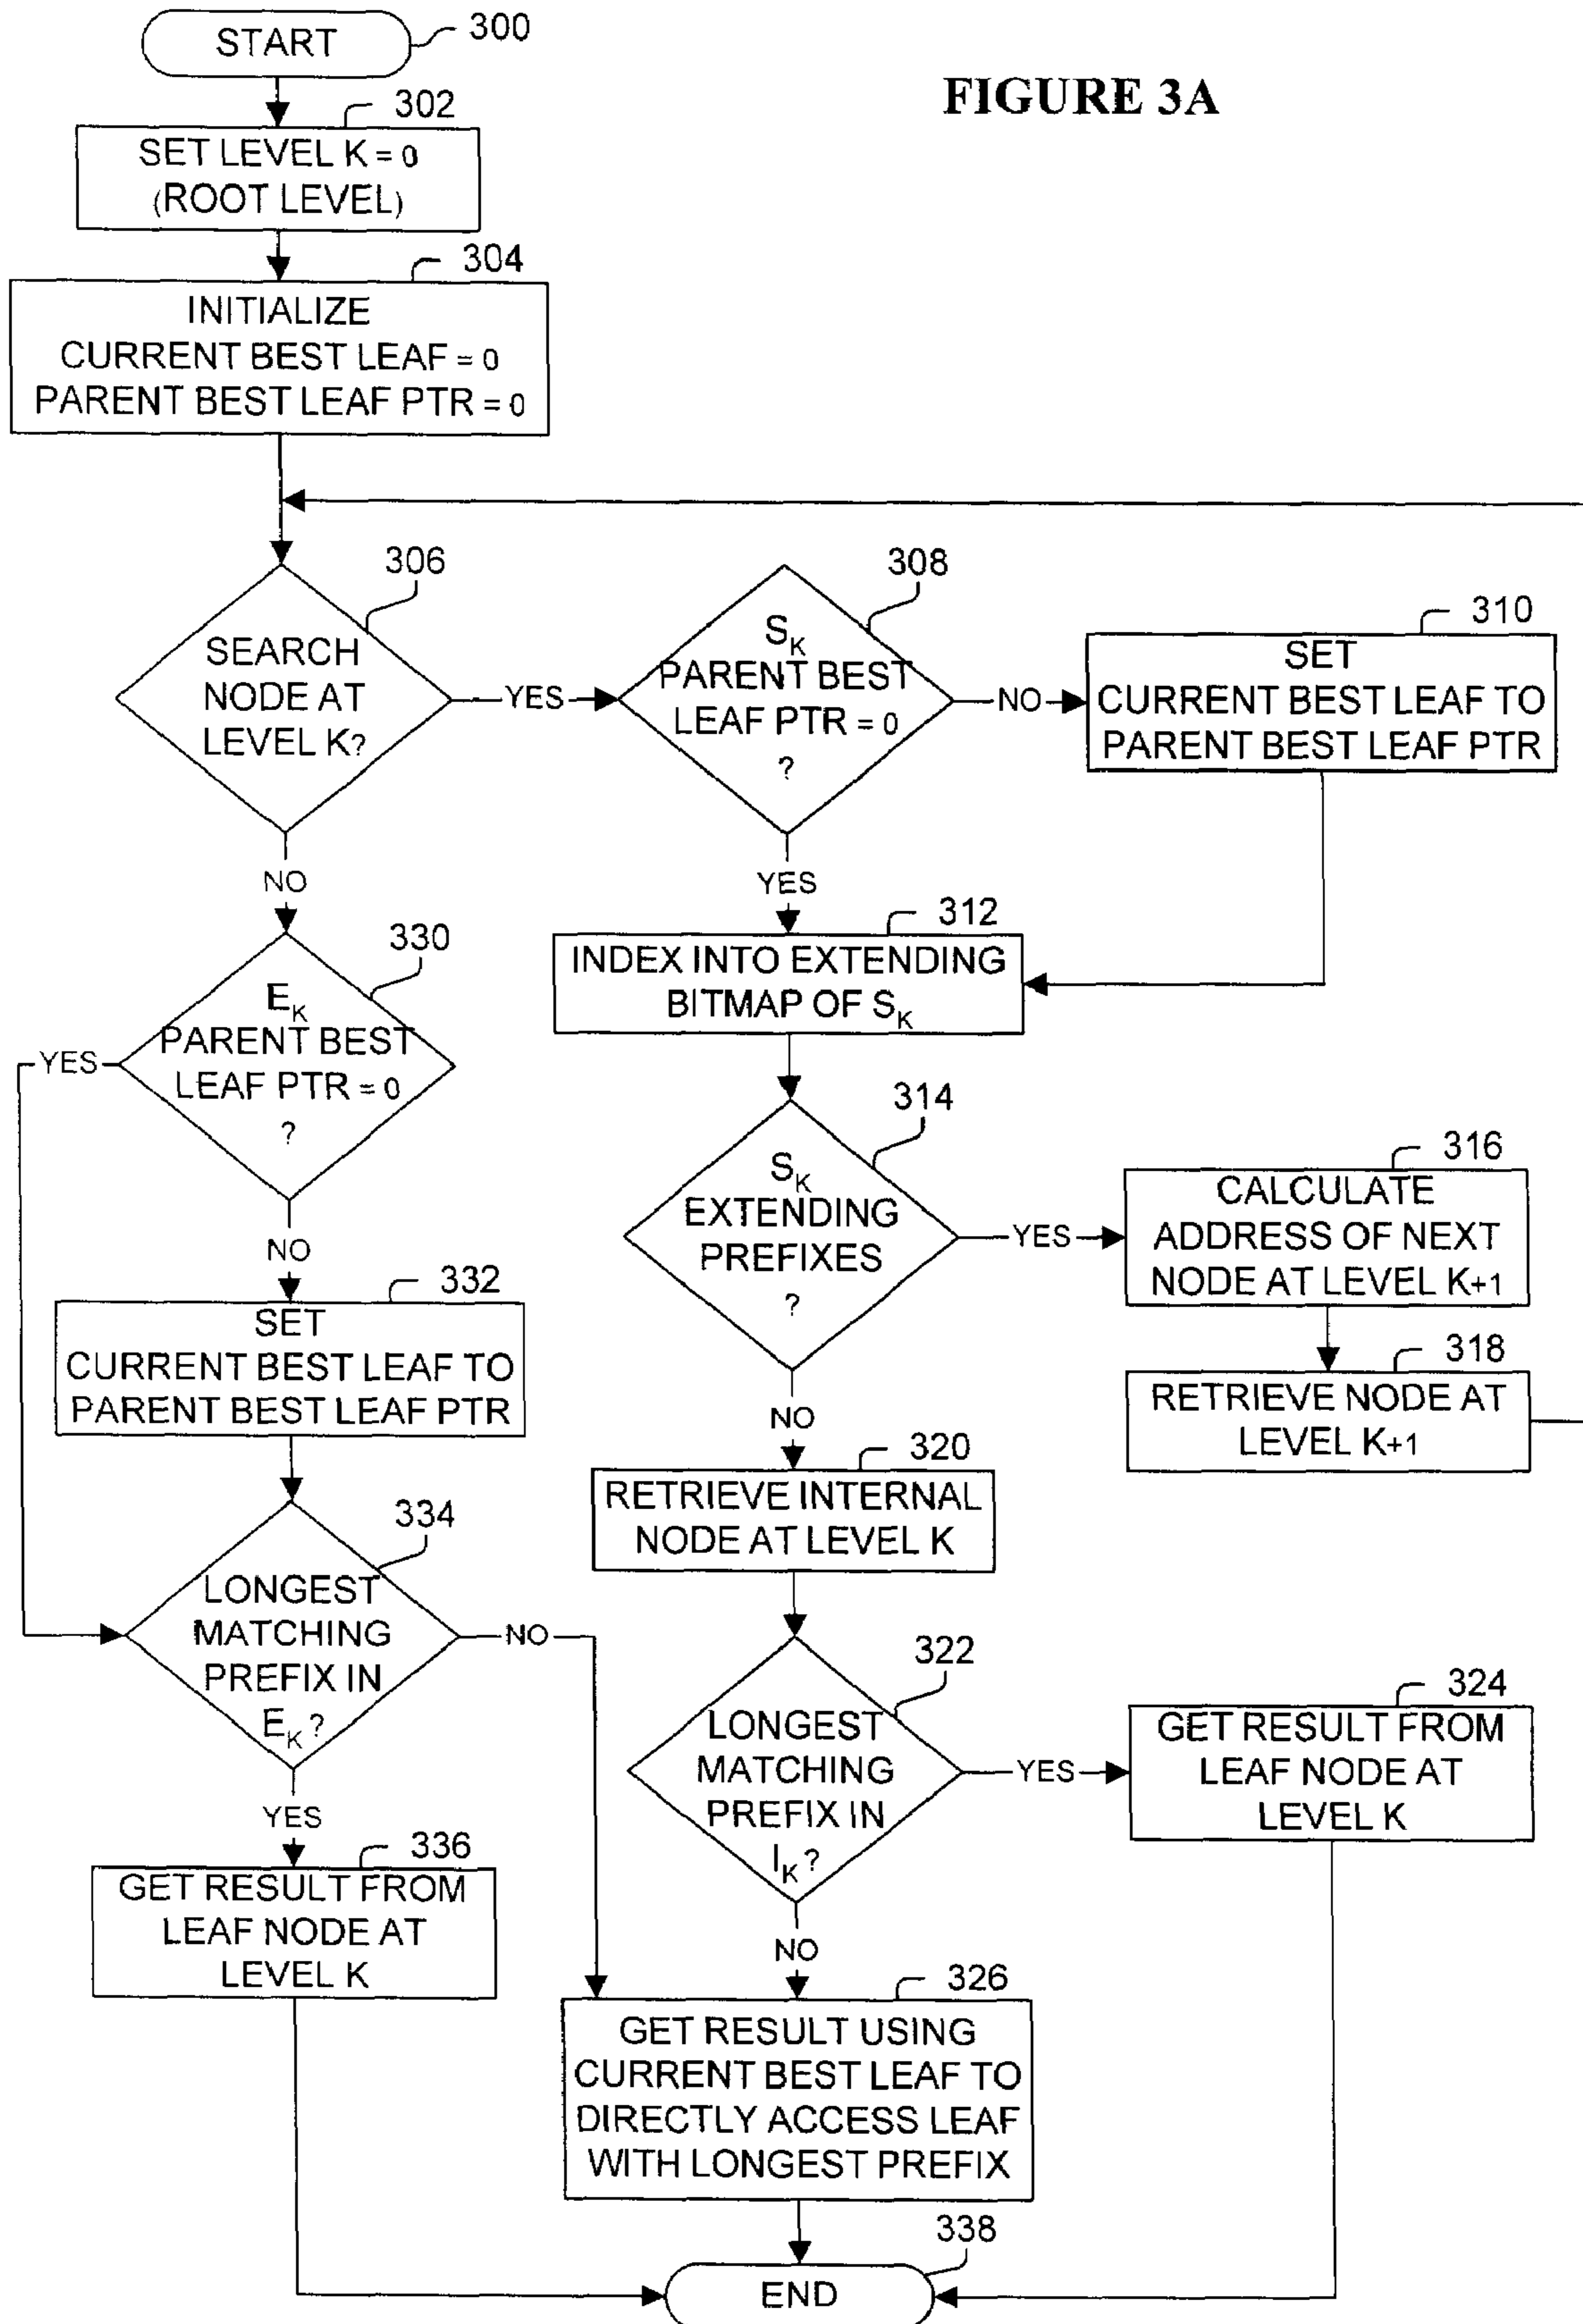 START
300
FIGURE 3A
302
SET LEVEL K = 0
(ROOT LEVEL)
304
INITIALIZE
CURRENT BEST LEAF = 0
PARENT BEST LEAF PTR = 0
306
SEARCH
NODE AT
LEVEL K?
YES
NO
308
SK
PARENT BEST
LEAF PTR = 0
?
NO
YES
310
SET
CURRENT BEST LEAF TO
PARENT BEST LEAF PTR
312
INDEX INTO EXTENDING
BITMAP OF SK
330
EK
PARENT BEST
LEAF PTR = 0
?
YES
NO
314
SK
EXTENDING
PREFIXES
?
YES
NO
316
CALCULATE
ADDRESS OF NEXT
NODE AT LEVEL K+1
318
RETRIEVE NODE AT
LEVEL K+1
332
SET
CURRENT BEST LEAF TO
PARENT BEST LEAF PTR
320
RETRIEVE INTERNAL
NODE AT LEVEL K
334
LONGEST
MATCHING
PREFIX IN
EK?
NO
YES
322
LONGEST
MATCHING
PREFIX IN
IK?
YES
NO
324
GET RESULT FROM
LEAF NODE AT
LEVEL K
336
GET RESULT FROM
LEAF NODE AT
LEVEL K
326
GET RESULT USING
CURRENT BEST LEAF TO
DIRECTLY ACCESS LEAF
WITH LONGEST PREFIX
338
END